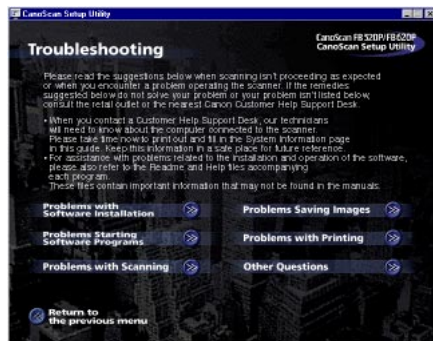 CanoScan Setup Utility
CanoScan FB 320P/FB 620P
CanoScan Setup Utility
Troubleshooting
Please read the suggestions below when scanning isn't proceeding as expected
or when you encounter a problem operating the scanner. If the remedies
suggested below do not solve your problem or your problem isn't listed below,
consult the retail outlet or the nearest Canon Customer Help Support Desk.
• When you contact a Customer Help Support Desk, our technicians
will need to know about the computer connected to the scanner.
Please take time now to print out and fill in the System Information page
in this guide. Keep this information in a safe place for future reference.
• For assistance with problems related to the installation and operation of the software,
please also refer to the Readme and Help files accompanying
each program.
These files contain important information that may not be found in the manuals.
Problems with
Software Installation
Problems Saving Images
Problems Starting
Software Programs
Problems with Printing
Problems with Scanning
Other Questions
Return to
the previous menu